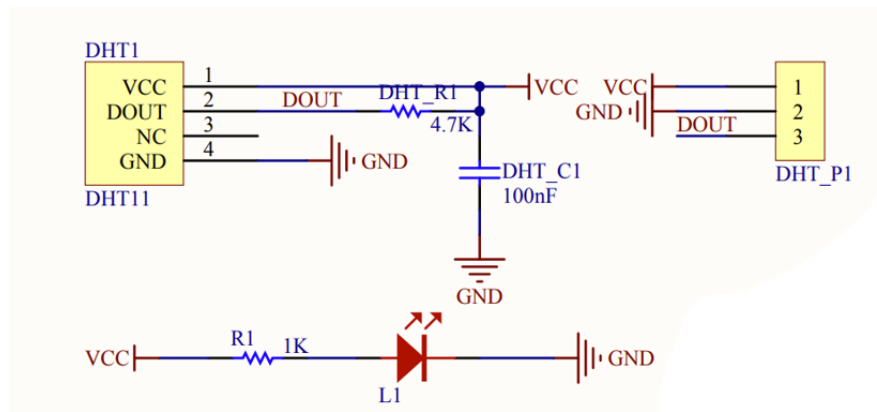 DHT1
VCC 1
DOUT 2
NC 3
GND 4
DHT11
DOUT
DHT_R1
4.7K
VCC
GND
DHT_C1
100nF
GND
VCC 1
GND 2
DOUT 3
DHT_P1
VCC
R1
1K
L1
GND